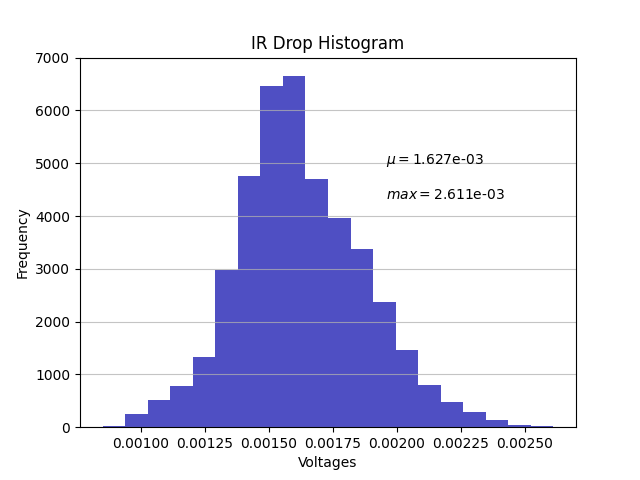 IR Drop Histogram
7000
6000
5000
4000
3000
2000
1000
0
Frequency
μ = 1.627e-03
max = 2.611e-03
0.00100 0.00125 0.00150 0.00175 0.00200 0.00225 0.00250
Voltages